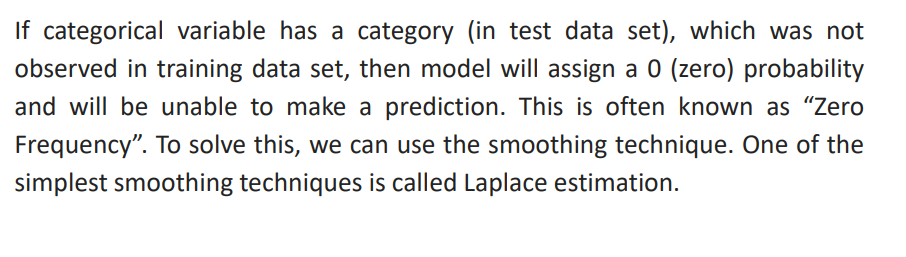 If categorical variable has a category (in test data set), which was not
observed in training data set, then model will assign a 0 (zero) probability
and will be unable to make a prediction. This is often known as “Zero
Frequency”. To solve this, we can use the smoothing technique. One of the
simplest smoothing techniques is called Laplace estimation.